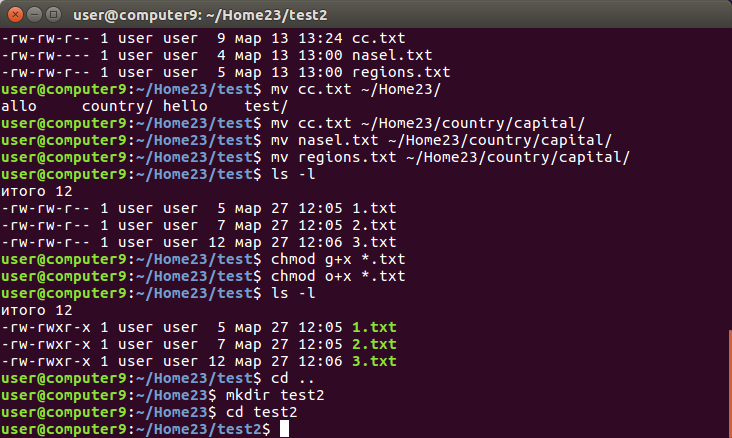 user@computer9: ~/Home23/test2
-rw-rw-r-- 1 user user  9 мар 13 13:24 cc.txt
-rw-rw---- 1 user user  4 мар 13 13:00 nasel.txt
-rw-rw-r-- 1 user user  5 мар 13 13:00 regions.txt
user@computer9:~/Home23/test$ mv cc.txt ~/Home23/
allo     country/ hello    test/
user@computer9:~/Home23/test$ mv cc.txt ~/Home23/country/capital/
user@computer9:~/Home23/test$ mv nasel.txt ~/Home23/country/capital/
user@computer9:~/Home23/test$ mv regions.txt ~/Home23/country/capital/
user@computer9:~/Home23/test$ ls -l
итого 12
-rw-rw-r-- 1 user user  5 мар 27 12:05 1.txt
-rw-rw-r-- 1 user user  7 мар 27 12:05 2.txt
-rw-rw-r-- 1 user user 12 мар 27 12:06 3.txt
user@computer9:~/Home23/test$ chmod g+x *.txt
user@computer9:~/Home23/test$ chmod o+x *.txt
user@computer9:~/Home23/test$ ls -l
итого 12
-rw-rwxr-x 1 user user  5 мар 27 12:05 1.txt
-rw-rwxr-x 1 user user  7 мар 27 12:05 2.txt
-rw-rwxr-x 1 user user 12 мар 27 12:06 3.txt
user@computer9:~/Home23/test$ cd ..
user@computer9:~/Home23$ mkdir test2
user@computer9:~/Home23$ cd test2
user@computer9:~/Home23/test2$